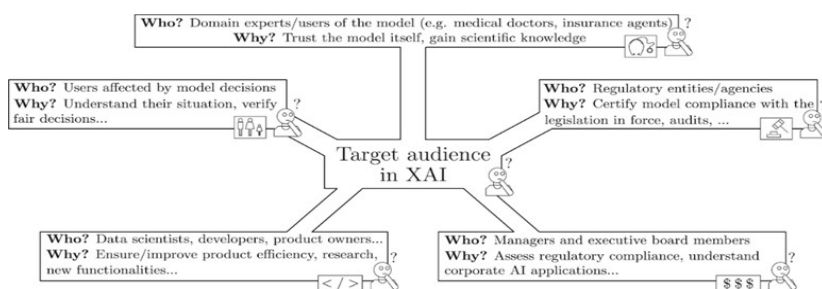 Who? Domain experts/users of the model (e.g. medical doctors, insurance agents)
Why? Trust the model itself, gain scientific knowledge
?
Who? Users affected by model decisions
Why? Understand their situation, verify
fair decisions...
?
Who? Regulatory entities/agencies
Why? Certify model compliance with the
legislation in force, audits, ...
?
Target audience
in XAI
?
Who? Data scientists, developers, product owners...
Why? Ensure/improve product efficiency, research,
new functionalities...
</>
?
Who? Managers and executive board members
Why? Assess regulatory compliance, understand
corporate AI applications...
$$$
?